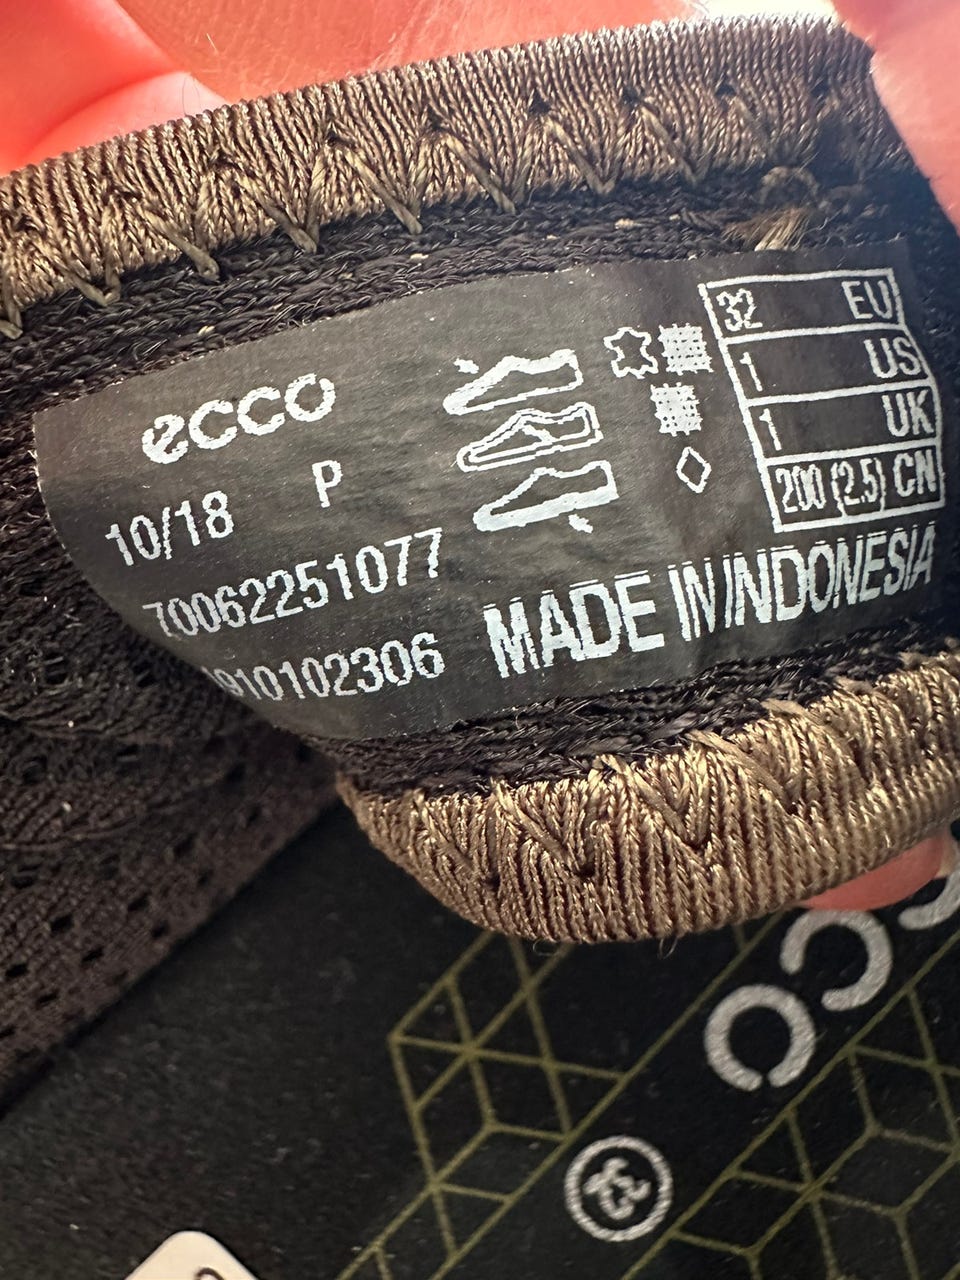 ecco
10/18 P
70062251077
910102306
32 EU
1 US
1 UK
200 (2.5) CN
MADE IN INDONESIA